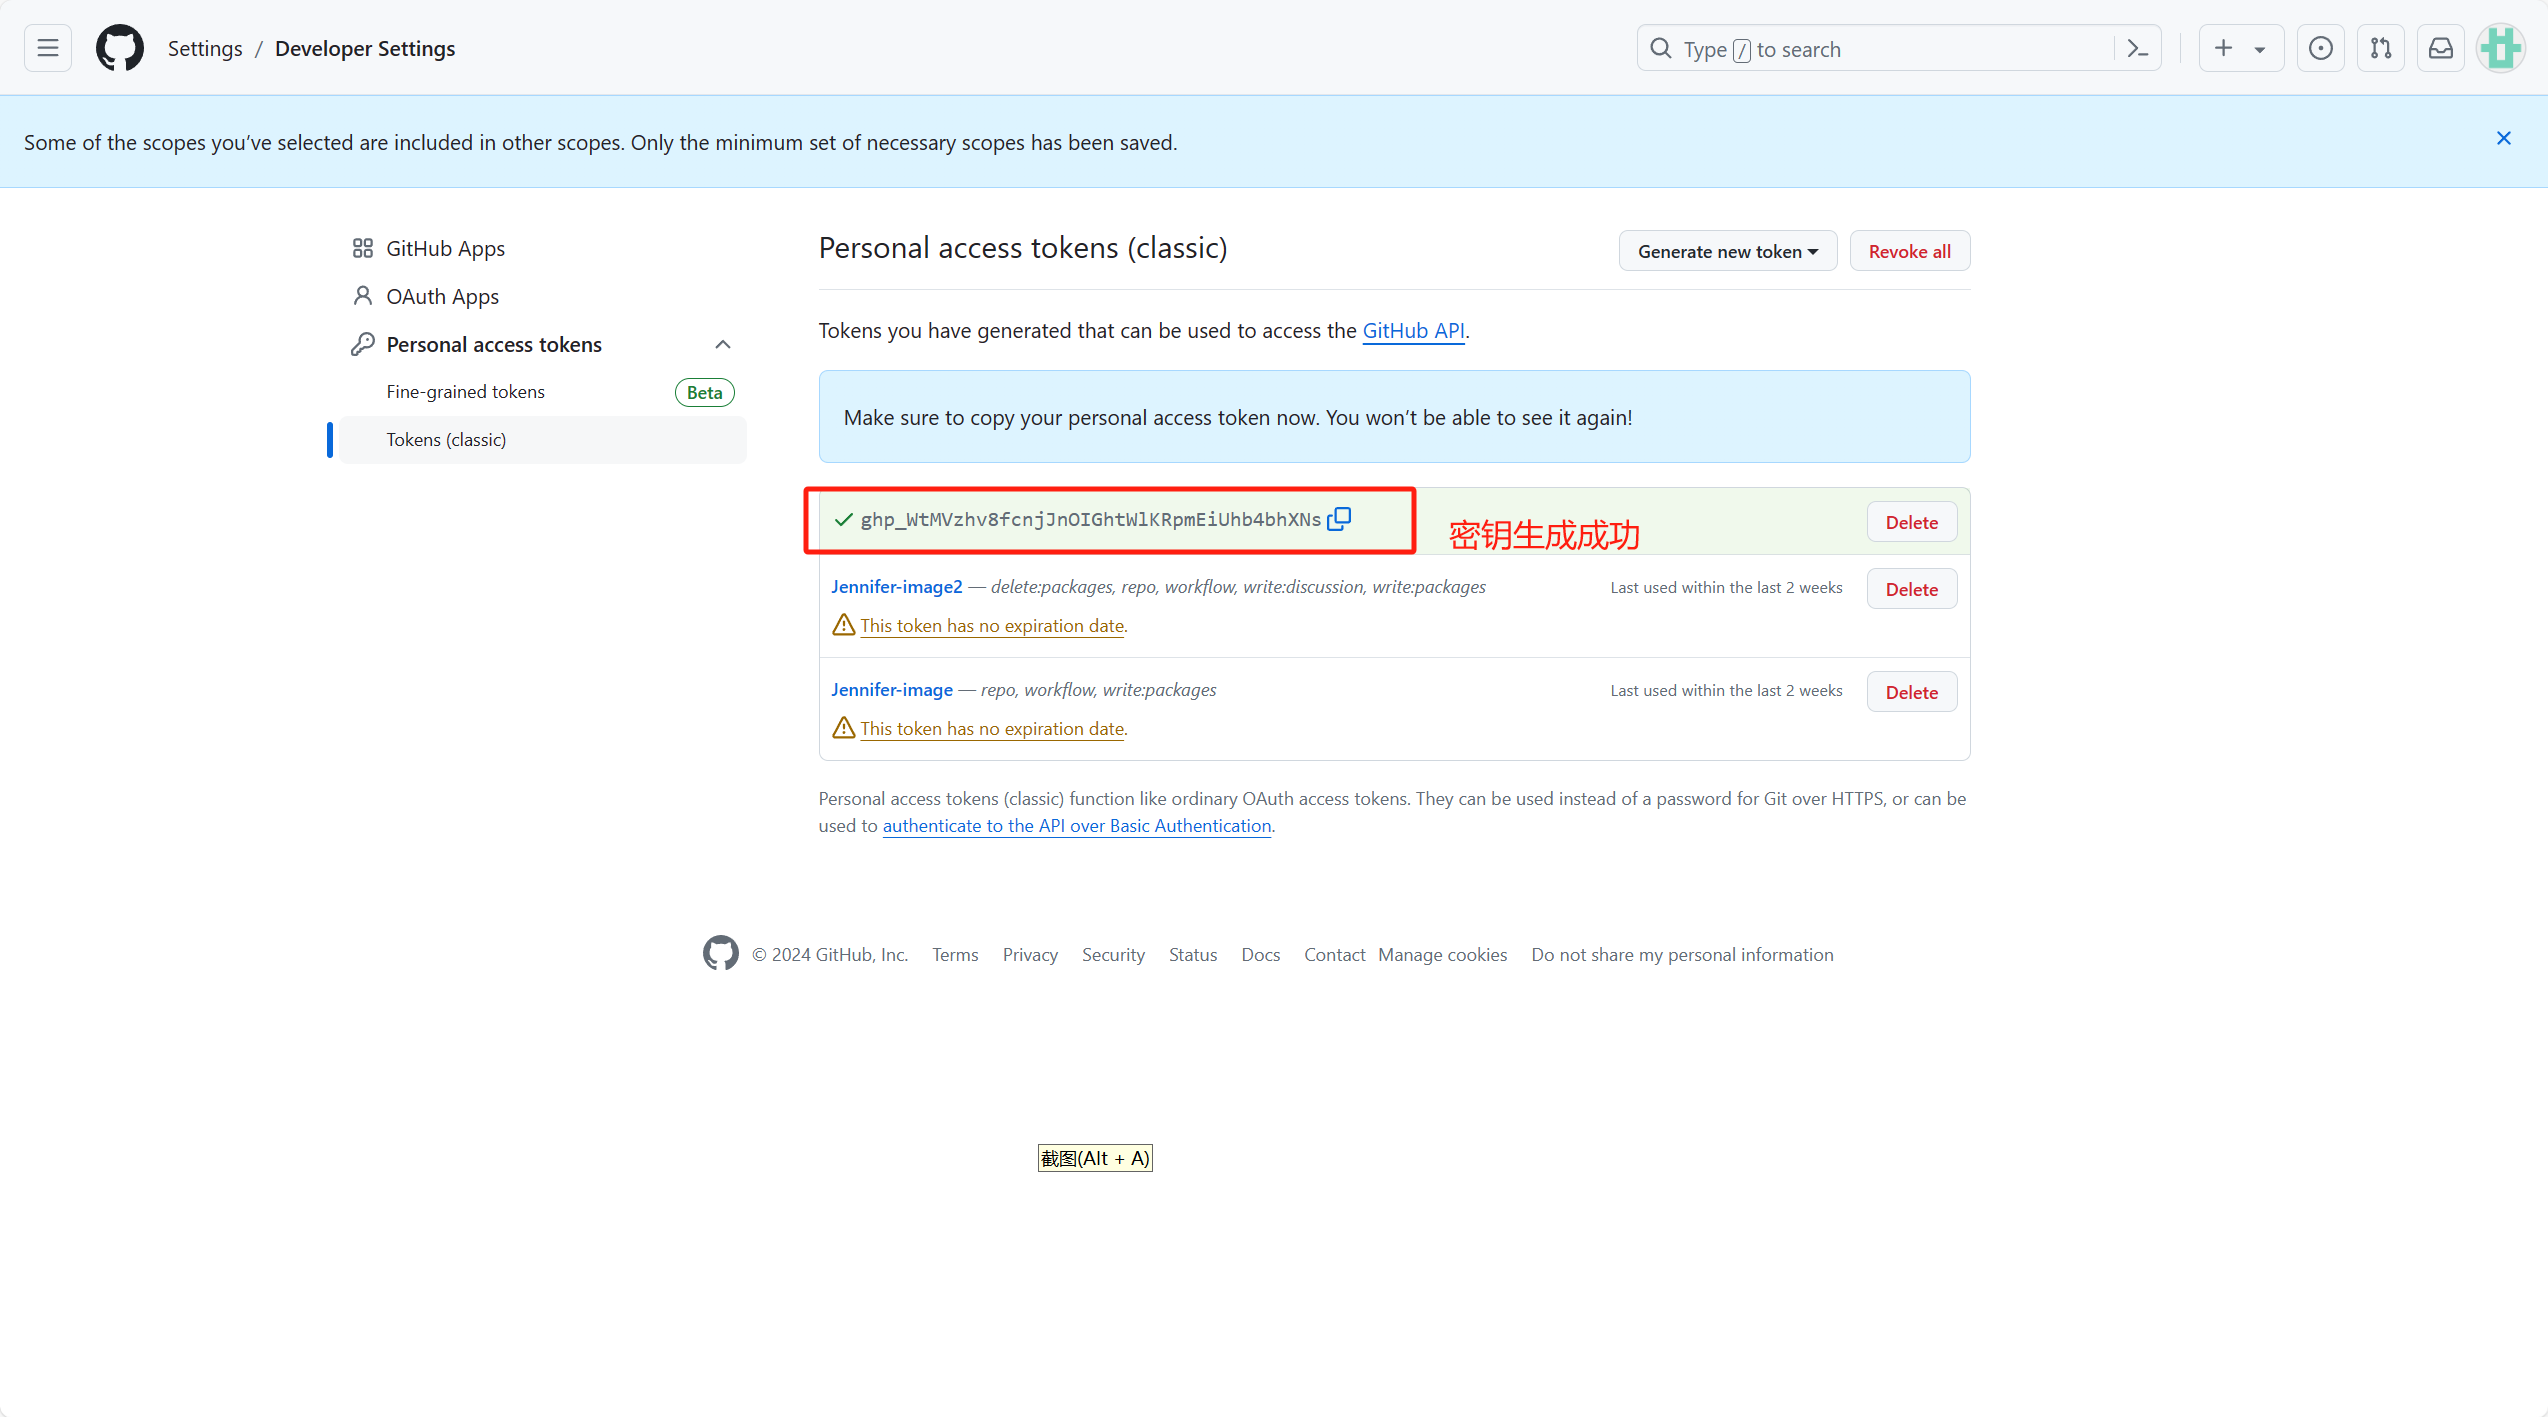 Settings / Developer Settings
Type / to search
Some of the scopes you’ve selected are included in other scopes. Only the minimum set of necessary scopes has been saved.
GitHub Apps
OAuth Apps
Personal access tokens
Fine-grained tokens Beta
Tokens (classic)
Personal access tokens (classic)
Generate new token
Revoke all
Tokens you have generated that can be used to access the GitHub API.
Make sure to copy your personal access token now. You won’t be able to see it again!
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
密钥生成成功
Delete
Jennifer-image2 — delete:packages, repo, workflow, write:discussion, write:packages
Last used within the last 2 weeks
Delete
This token has no expiration date.
Jennifer-image — repo, workflow, write:packages
Last used within the last 2 weeks
Delete
This token has no expiration date.
Personal access tokens (classic) function like ordinary OAuth access tokens. They can be used instead of a password for Git over HTTPS, or can be
used to authenticate to the API over Basic Authentication.
© 2024 GitHub, Inc. Terms Privacy Security Status Docs Contact Manage cookies Do not share my personal information
截图(Alt + A)